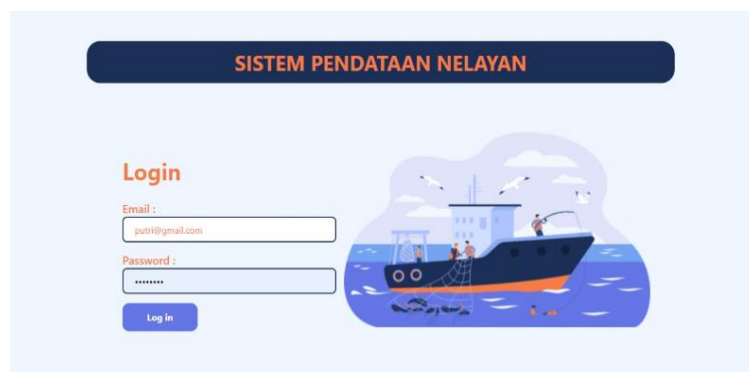 SISTEM PENDATAAN NELAYAN
Login
Email :
putri@gmail.com
Password :
••••••••
Log in